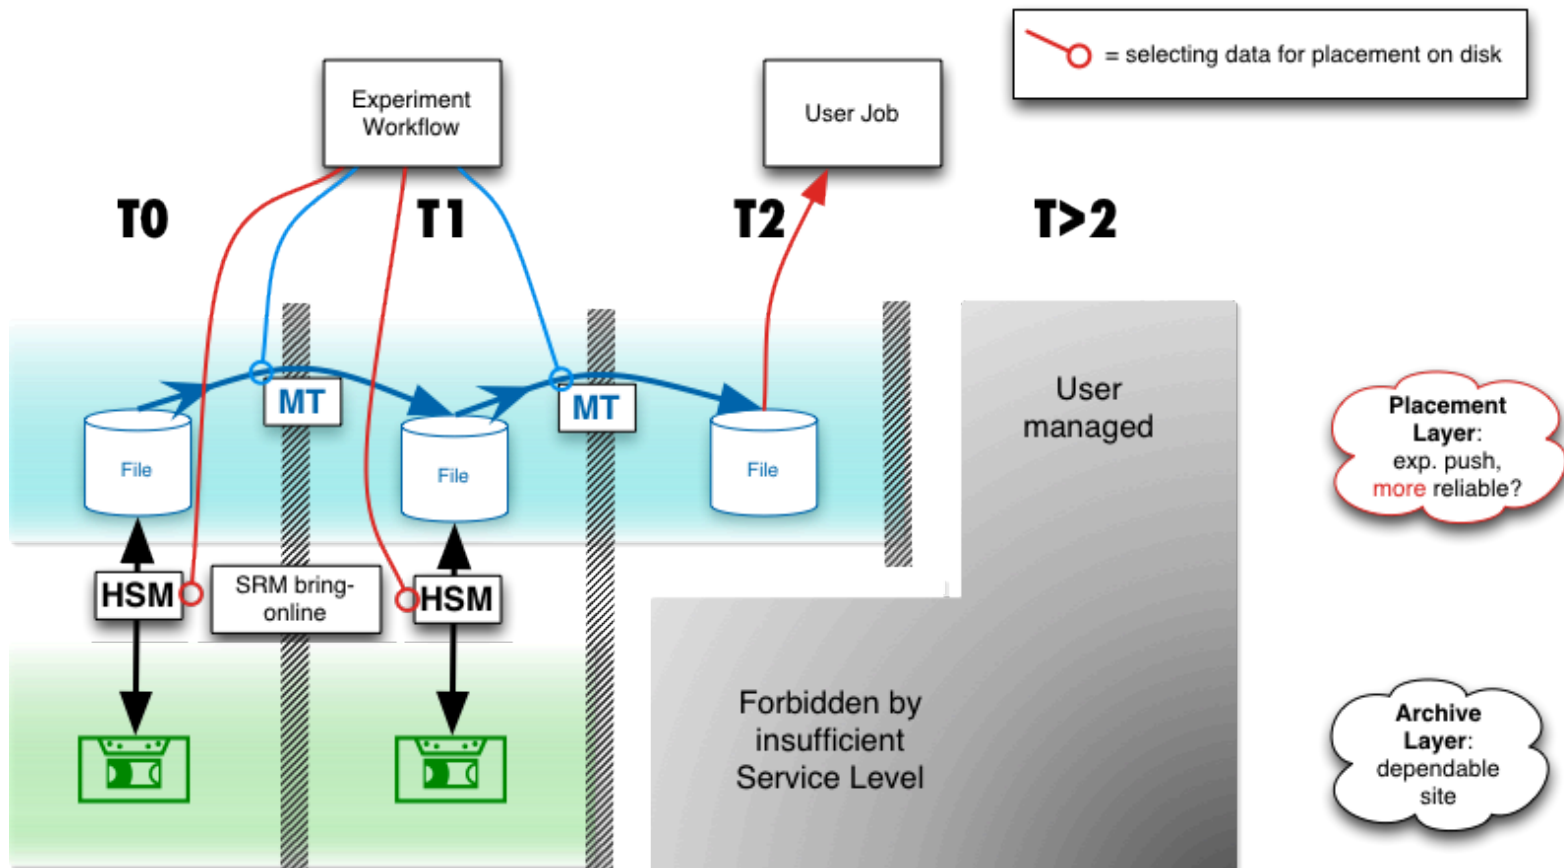 = selecting data for placement on disk
Experiment
Workflow
User Job
T0
T1
T2
T>2
MT
MT
File
File
File
User
managed
Placement
Layer:
exp. push,
more reliable?
HSM
SRM bring-
online
HSM
Forbidden by
insufficient
Service Level
Archive
Layer:
dependable
site